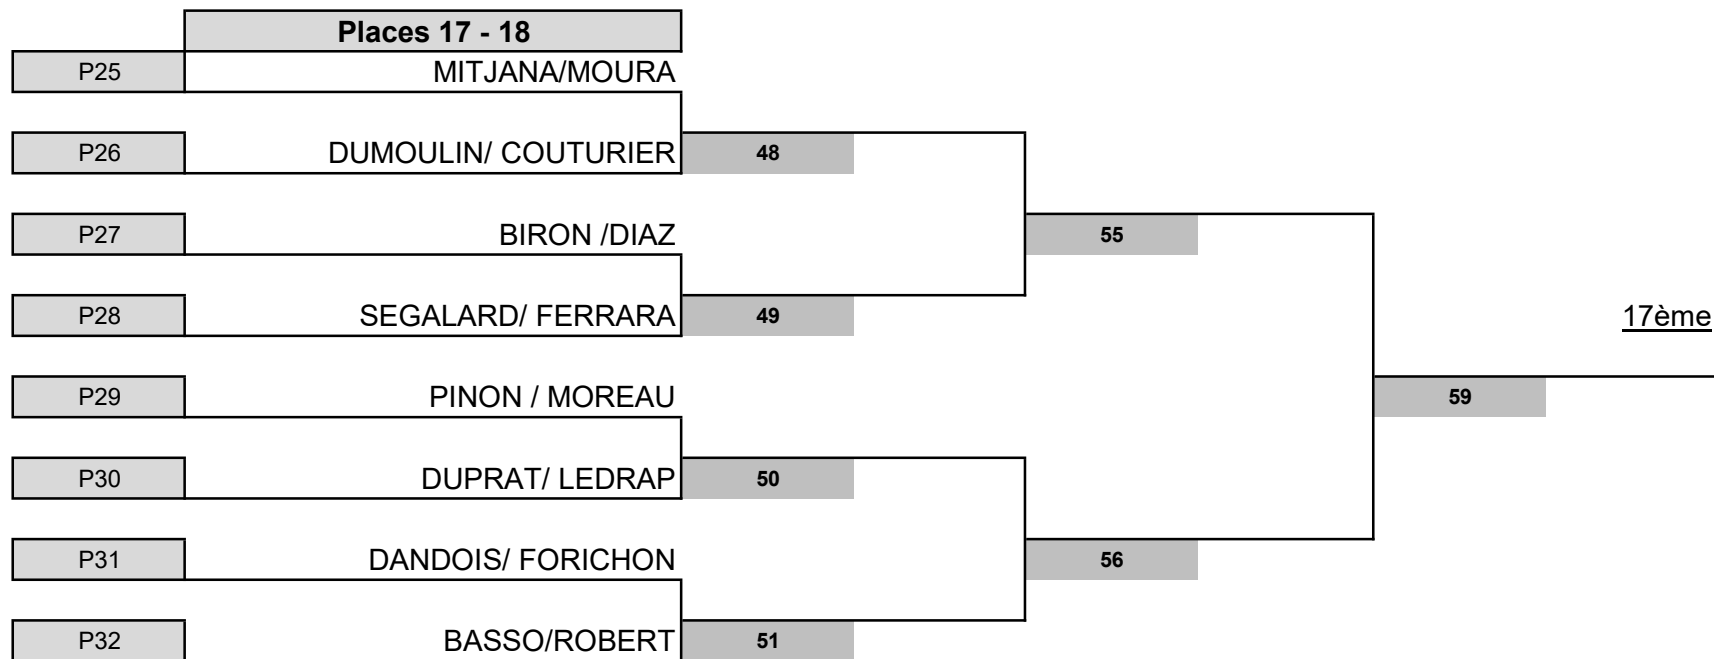 Places 17 - 18
P25 MITJANA/MOURA
P26 DUMOULIN/ COUTURIER 48
P27 BIRON /DIAZ 55
P28 SEGALARD/ FERRARA 49 17ème
P29 PINON / MOREAU 59
P30 DUPRAT/ LEDRAP 50
P31 DANDOIS/ FORICHON 56
P32 BASSO/ROBERT 51